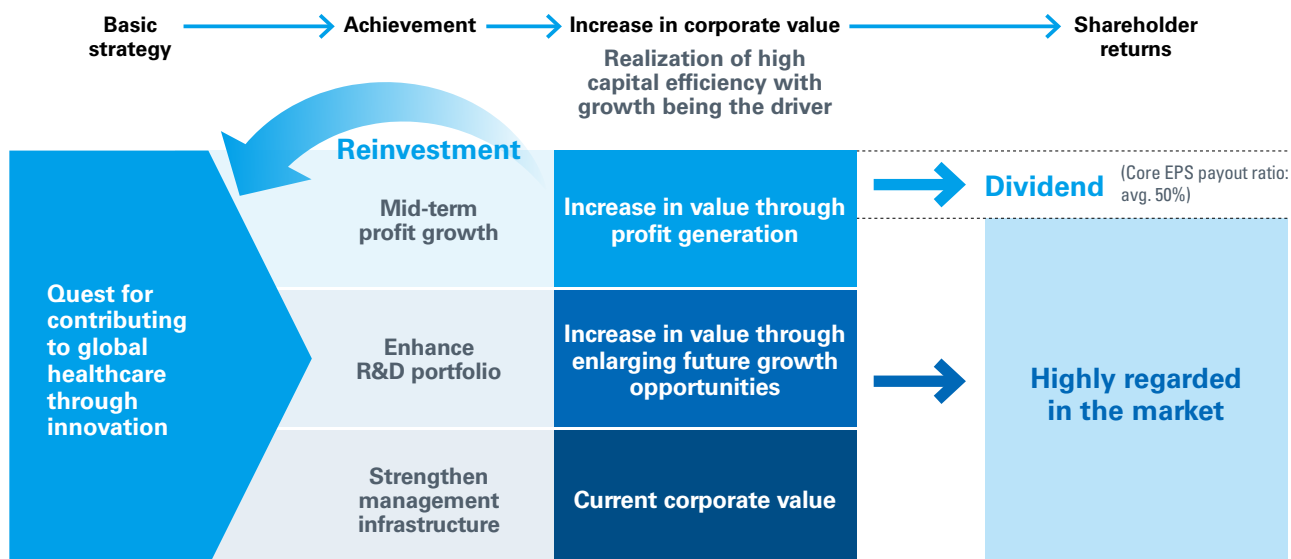 Basic
strategy
Achievement
Increase in corporate value
Shareholder
returns
Realization of high
capital efficiency with
growth being the driver
Reinvestment
Quest for
contributing
to global
healthcare
through
innovation
Mid-term
profit growth
Increase in value through
profit generation
Dividend
(Core EPS payout ratio:
avg. 50%)
Enhance
R&D portfolio
Increase in value through
enlarging future growth
opportunities
Highly regarded
in the market
Strengthen
management
infrastructure
Current corporate value